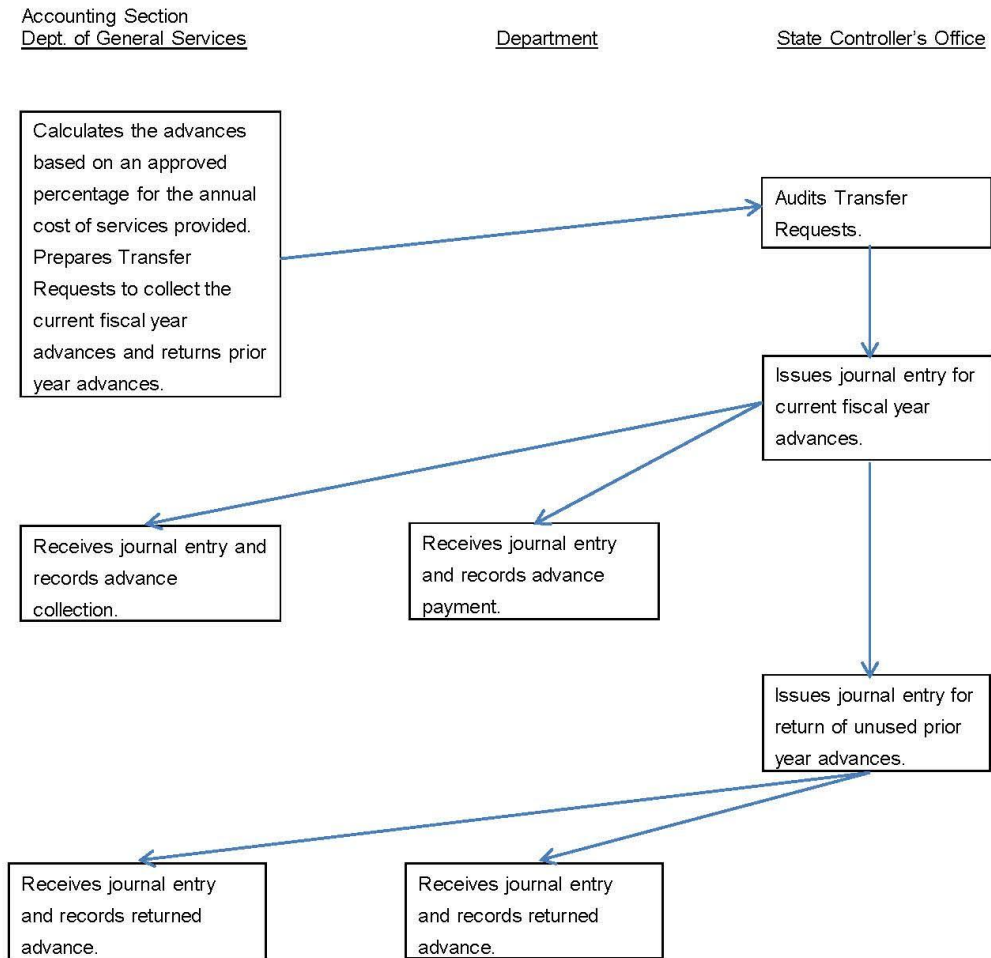 Accounting Section
Dept. of General Services
Department
State Controller's Office
Calculates the advances
based on an approved
percentage for the annual
cost of services provided.
Prepares Transfer
Requests to collect the
current fiscal year
advances and returns prior
year advances.
Audits Transfer
Requests.
Issues journal entry for
current fiscal year
advances.
Receives journal entry and
records advance
collection.
Receives journal entry
and records advance
payment.
Issues journal entry for
return of unused prior
year advances.
Receives journal entry
and records returned
advance.
Receives journal entry
and records returned
advance.